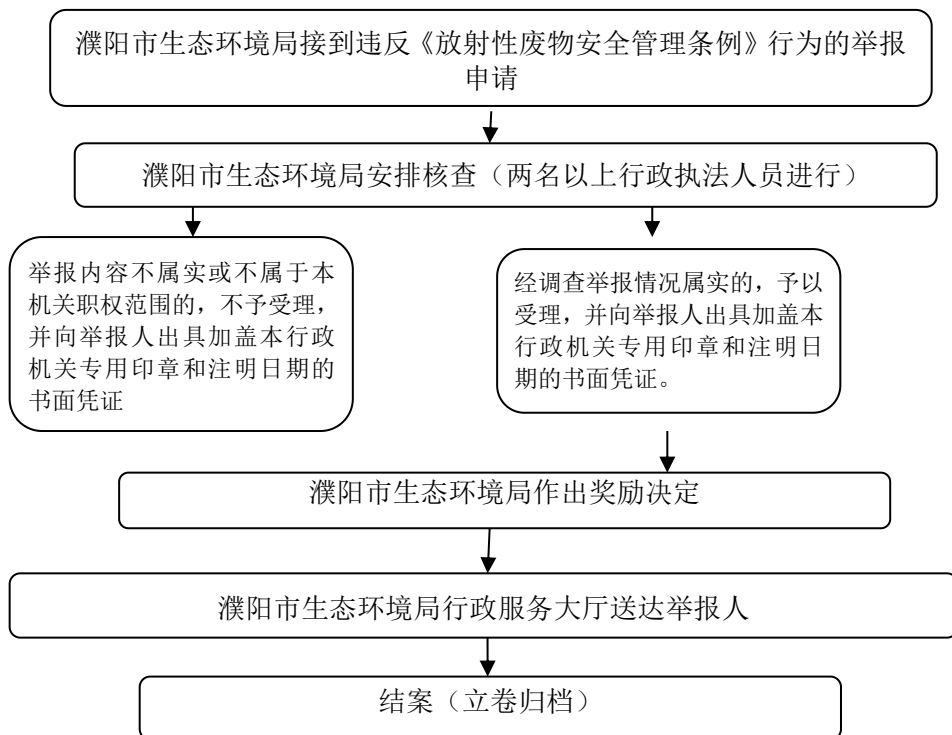 濮阳市生态环境局接到违反《放射性废物安全管理条例》行为的举报
申请
濮阳市生态环境局安排核查（两名以上行政执法人员进行）
举报内容不属实或不属于本
机关职权范围的，不予受理，
并向举报人出具加盖本行政
机关专用印章和注明日期的
书面凭证
经调查举报情况属实的，予以
受理，并向举报人出具加盖本
行政机关专用印章和注明日
期的书面凭证。
濮阳市生态环境局作出奖励决定
濮阳市生态环境局行政服务大厅送达举报人
结案（立卷归档）